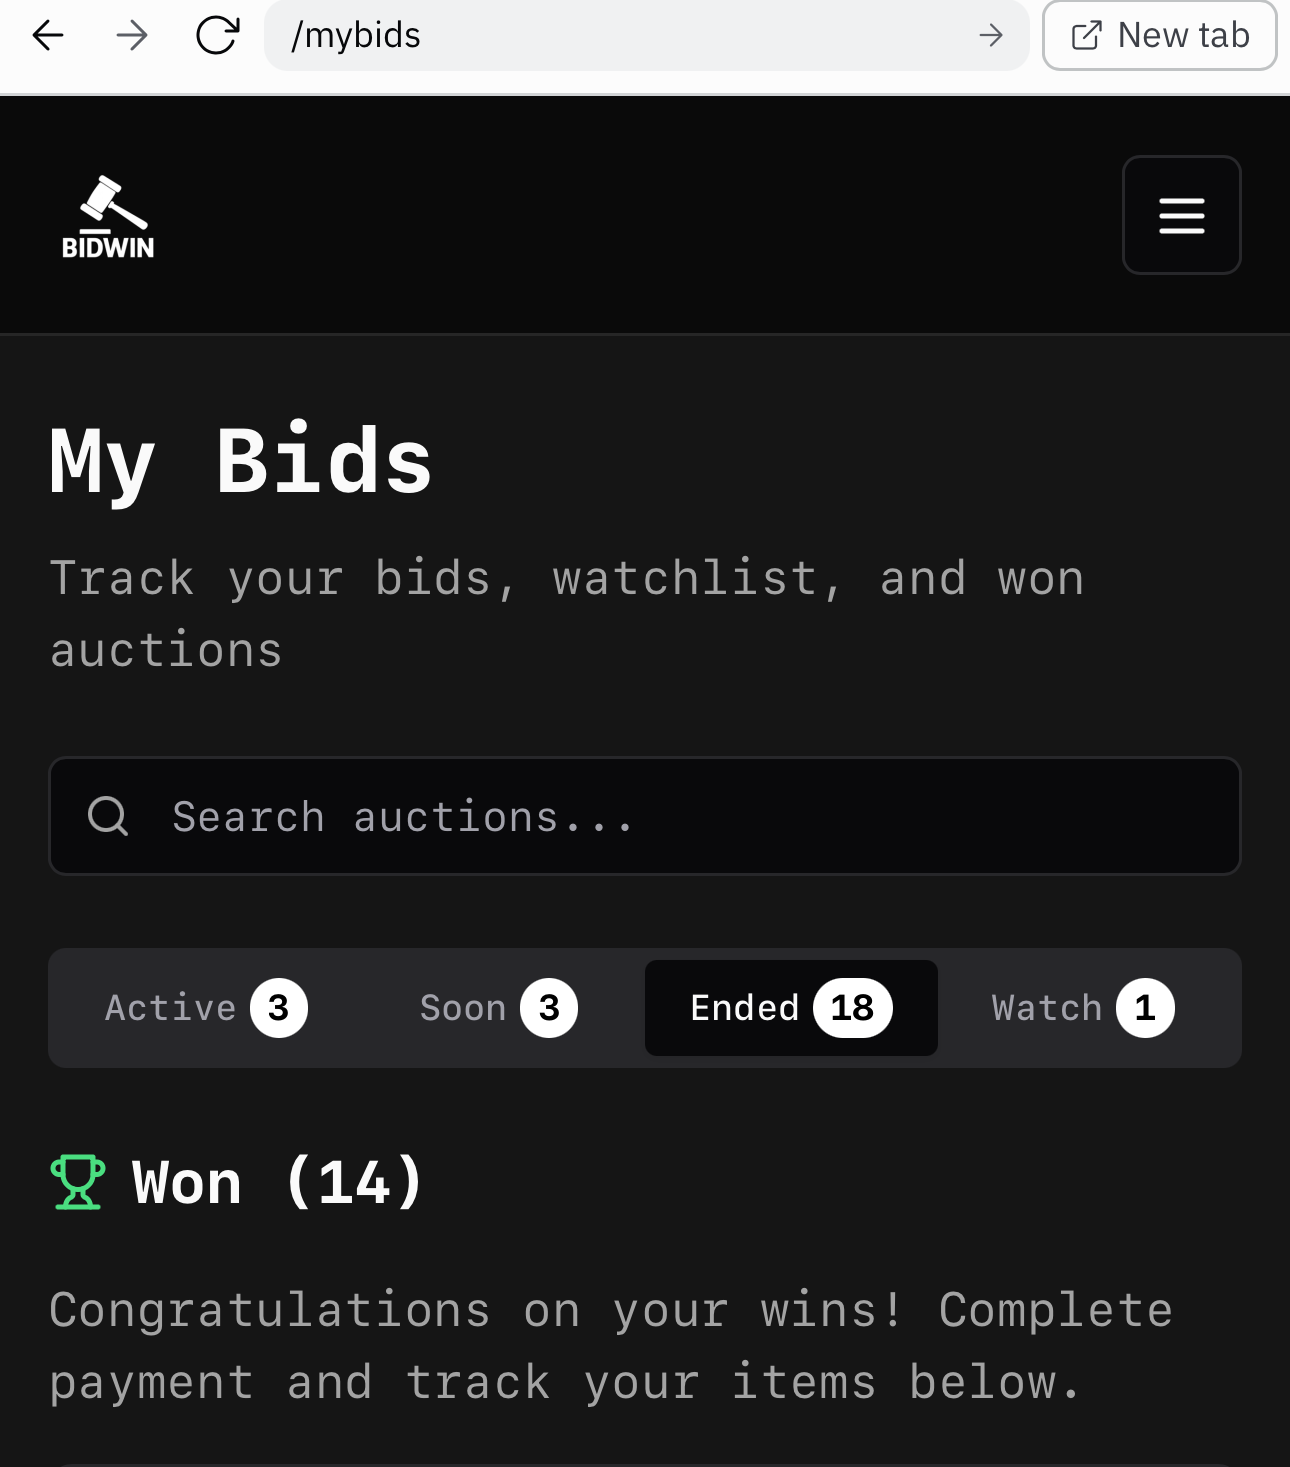 /mybids
New tab
BIDWIN
My Bids
Track your bids, watchlist, and won
auctions
Search auctions...
Active 3 Soon 3 Ended 18 Watch 1
Won (14)
Congratulations on your wins! Complete
payment and track your items below.